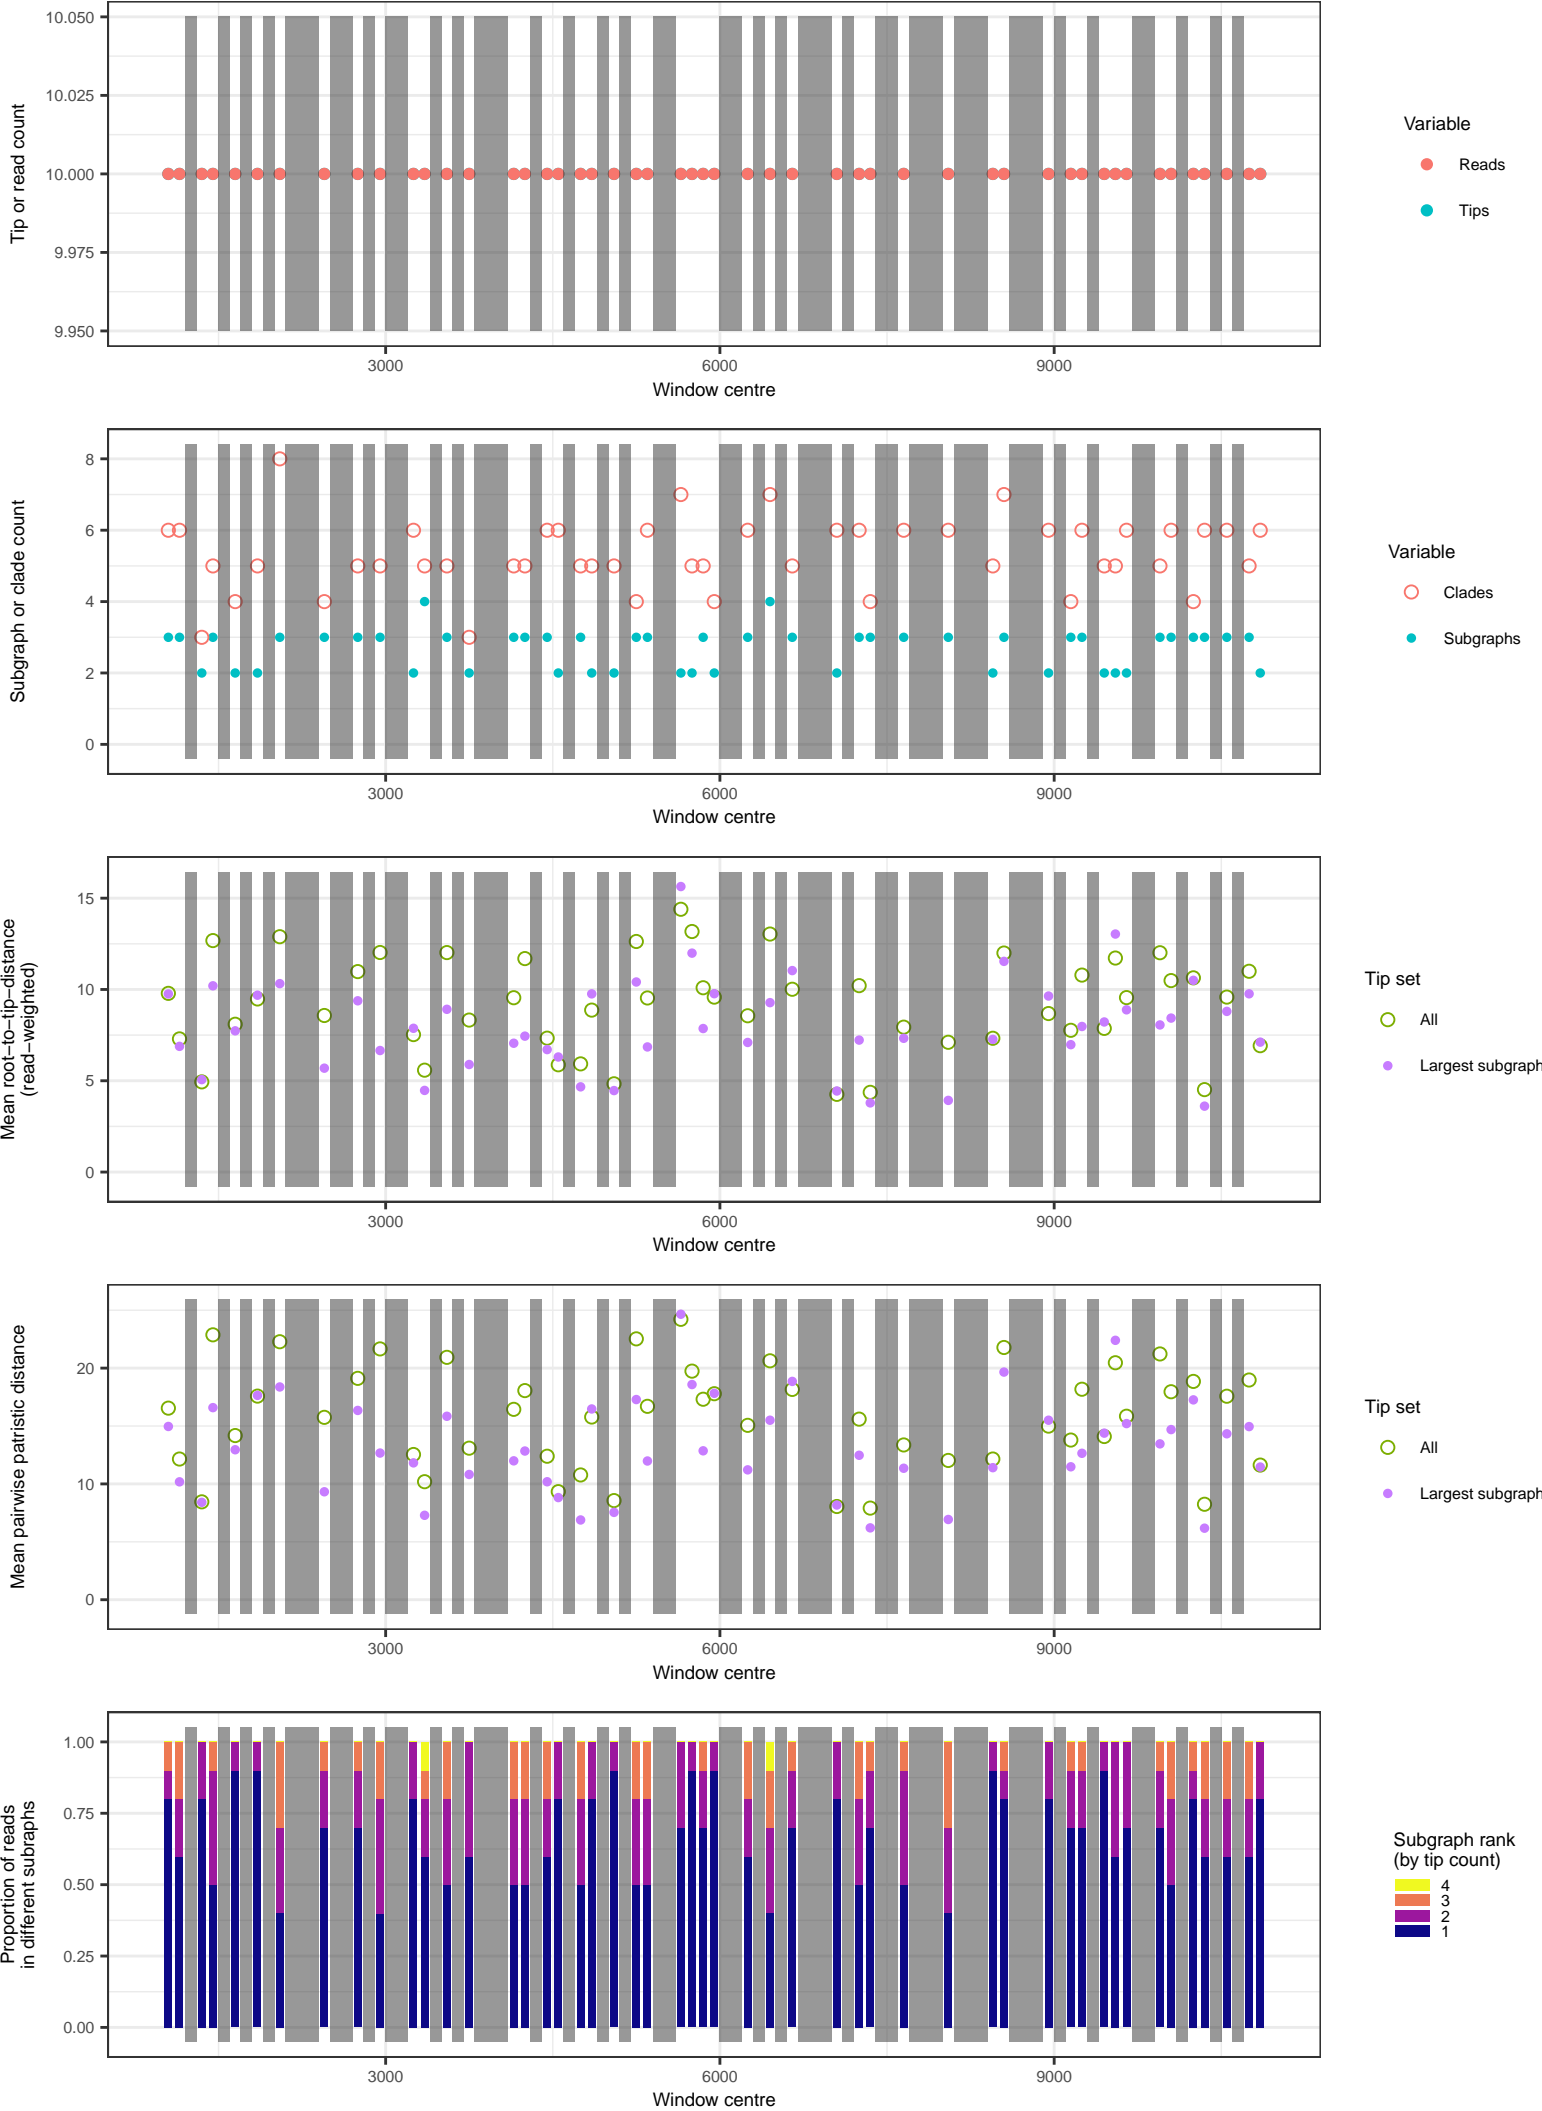 10.050
10.025
10.000
9.975
9.950
Tip or read count
3000
6000
9000
Window centre
Variable
Reads
Tips
8
6
4
2
0
Subgraph or clade count
3000
6000
9000
Window centre
Variable
Clades
Subgraphs
15
10
5
0
Mean root−to−tip−distance
(read−weighted)
3000
6000
9000
Window centre
Tip set
All
Largest subgraph
20
10
0
Mean pairwise patristic distance
3000
6000
9000
Window centre
Tip set
All
Largest subgraph
1.00
0.75
0.50
0.25
0.00
Proportion of reads
in different subraphs
3000
6000
9000
Window centre
Subgraph rank
(by tip count)
4
3
2
1